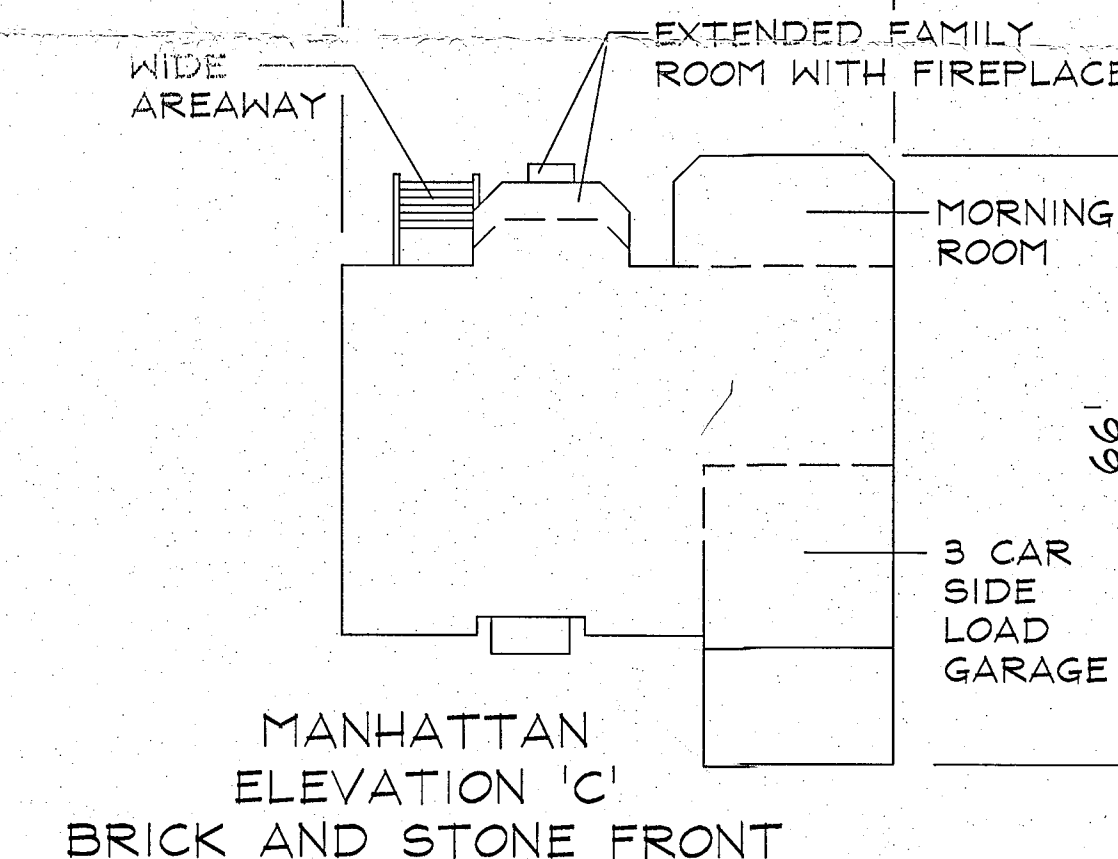 WIDE
AREAWAY
EXTENDED FAMILY
ROOM WITH FIREPLACE
MORNING
ROOM
66'
3 CAR
SIDE
LOAD
GARAGE
MANHATTAN
ELEVATION 'C'
BRICK AND STONE FRONT